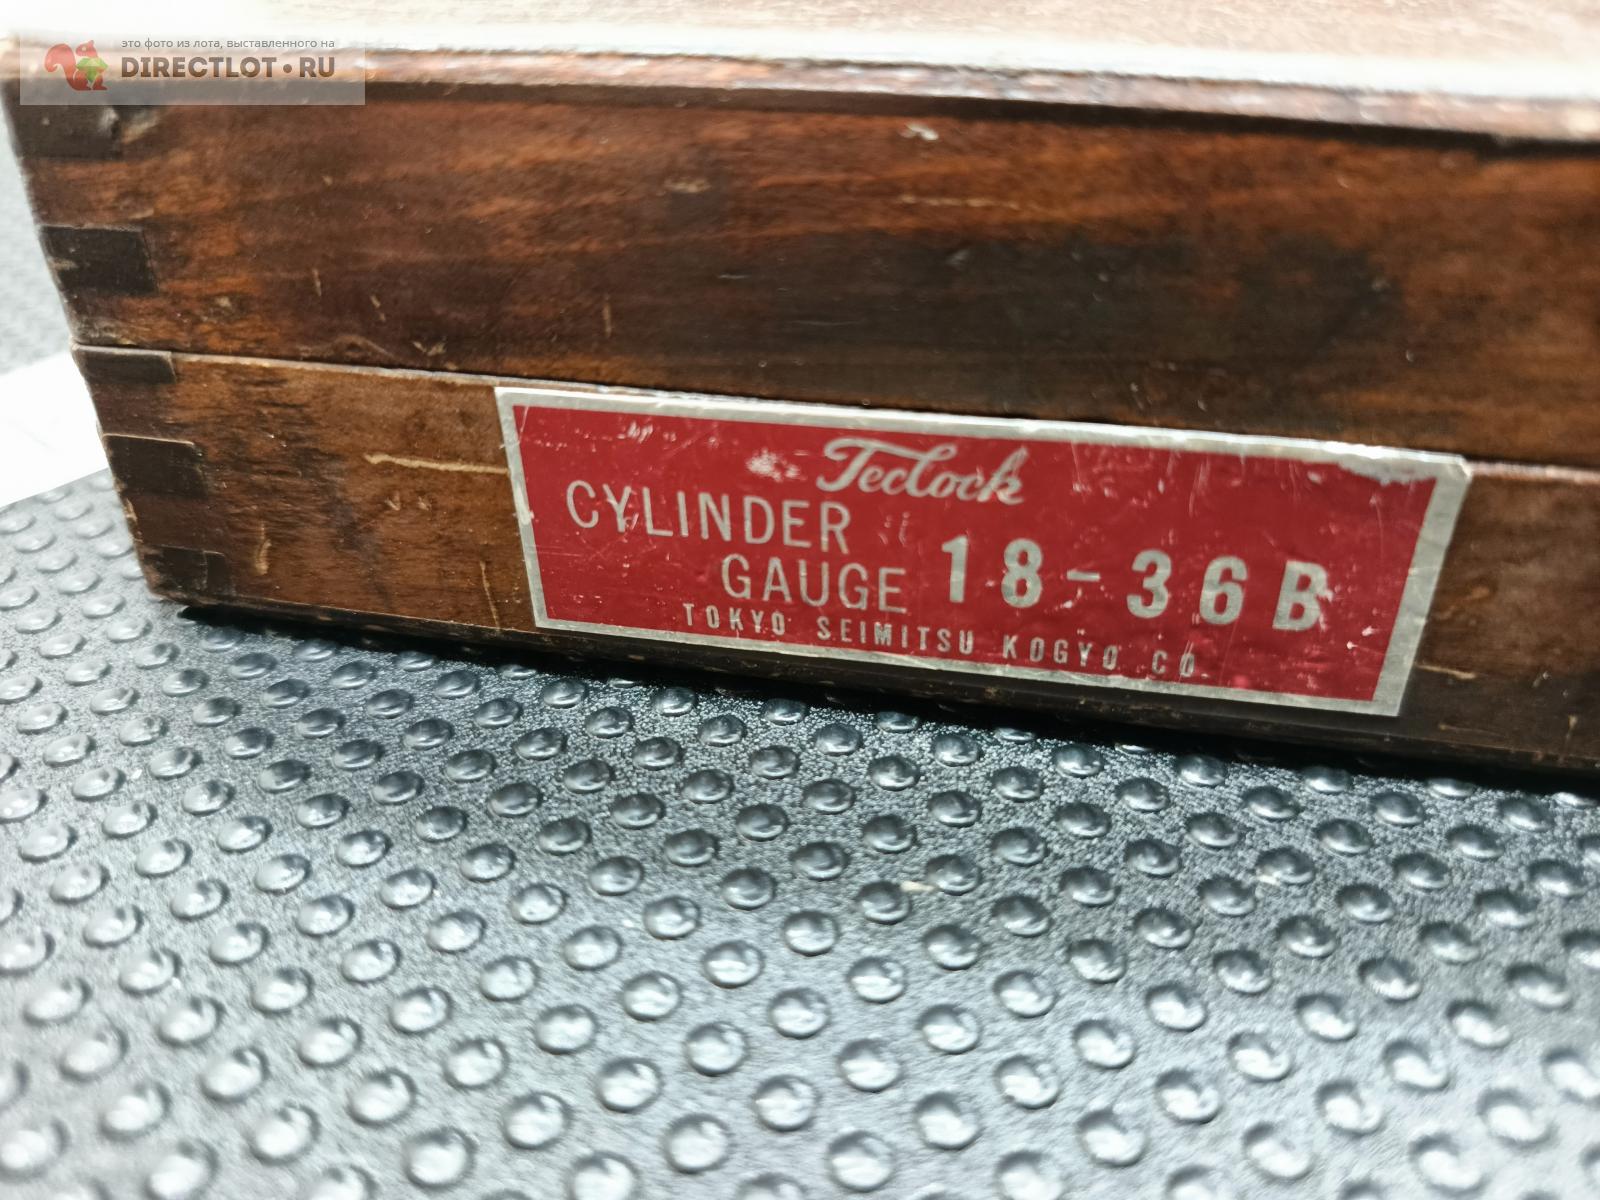 это фото из лота, выставленного на
DIRECTLOT.RU
Teclock
CYLINDER
GAUGE 18-36B
TOKYO SEIMITSU KOGYO CO.